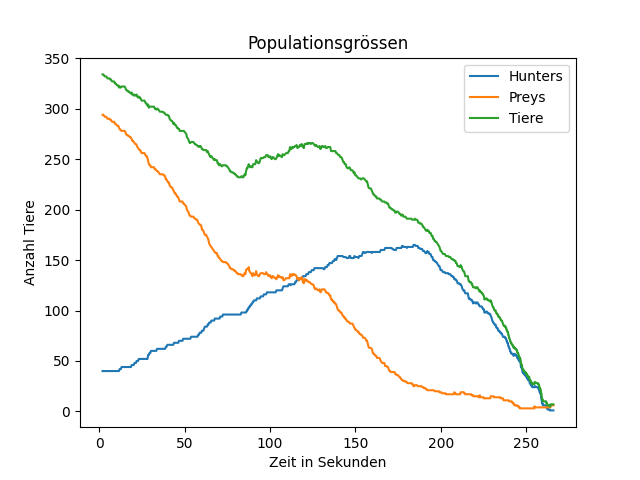 Populationsgrössen
Anzahl Tiere
350
300
250
200
150
100
50
0
Hunters
Preys
Tiere
0 50 100 150 200 250
Zeit in Sekunden